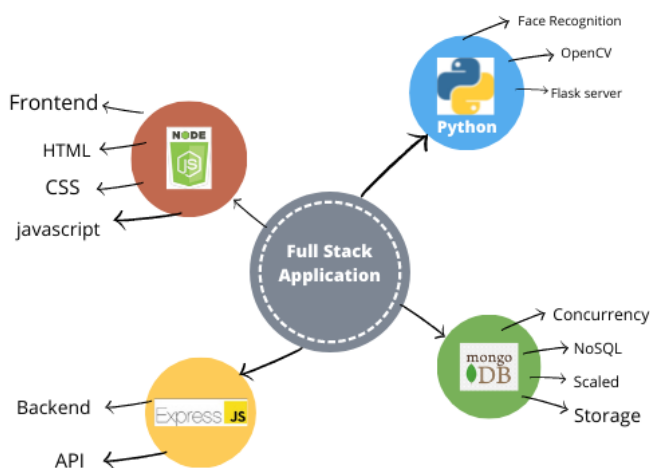 Face Recognition
OpenCV
Flask server
Python
Frontend
HTML
CSS
javascript
NODE
JS
Full Stack
Application
Concurrency
NoSQL
Scaled
Storage
mongo
DB
Backend
API
Express JS